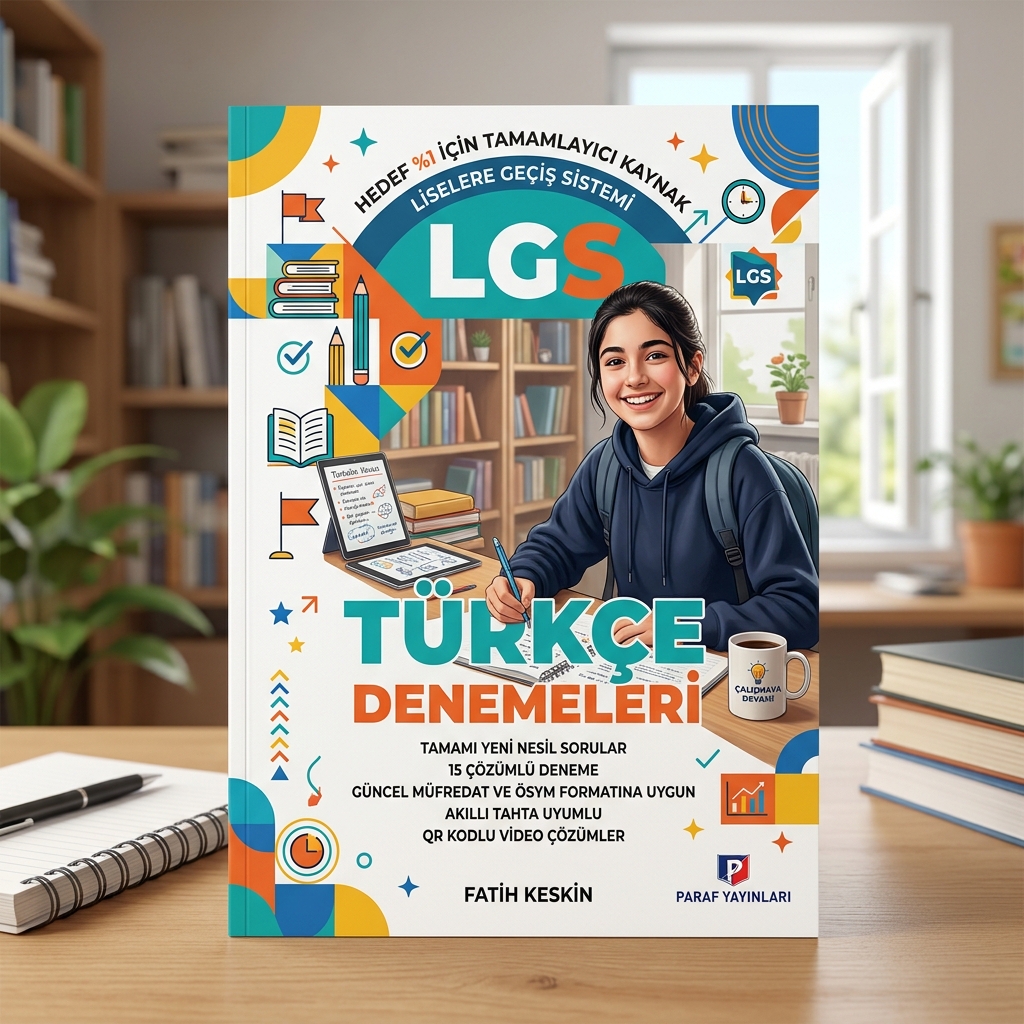 HEDEF %1 İÇİN TAMAMLAYICI KAYNAK
LİSELERE GEÇİŞ SİSTEMİ
LGS
LGS
TÜRKÇE
DENEMELERİ
DEVAM!
TAMAMI YENİ NESİL SORULAR
15 ÇÖZÜMLÜ DENEME
GÜNCEL MÜFREDAT VE ÖSYM FORMATINA UYGUN
AKILLI TAHTA UYUMLU
QR KODLU VİDEO ÇÖZÜMLER
FATİH KESKİN
P
PARAF YAYINLARI